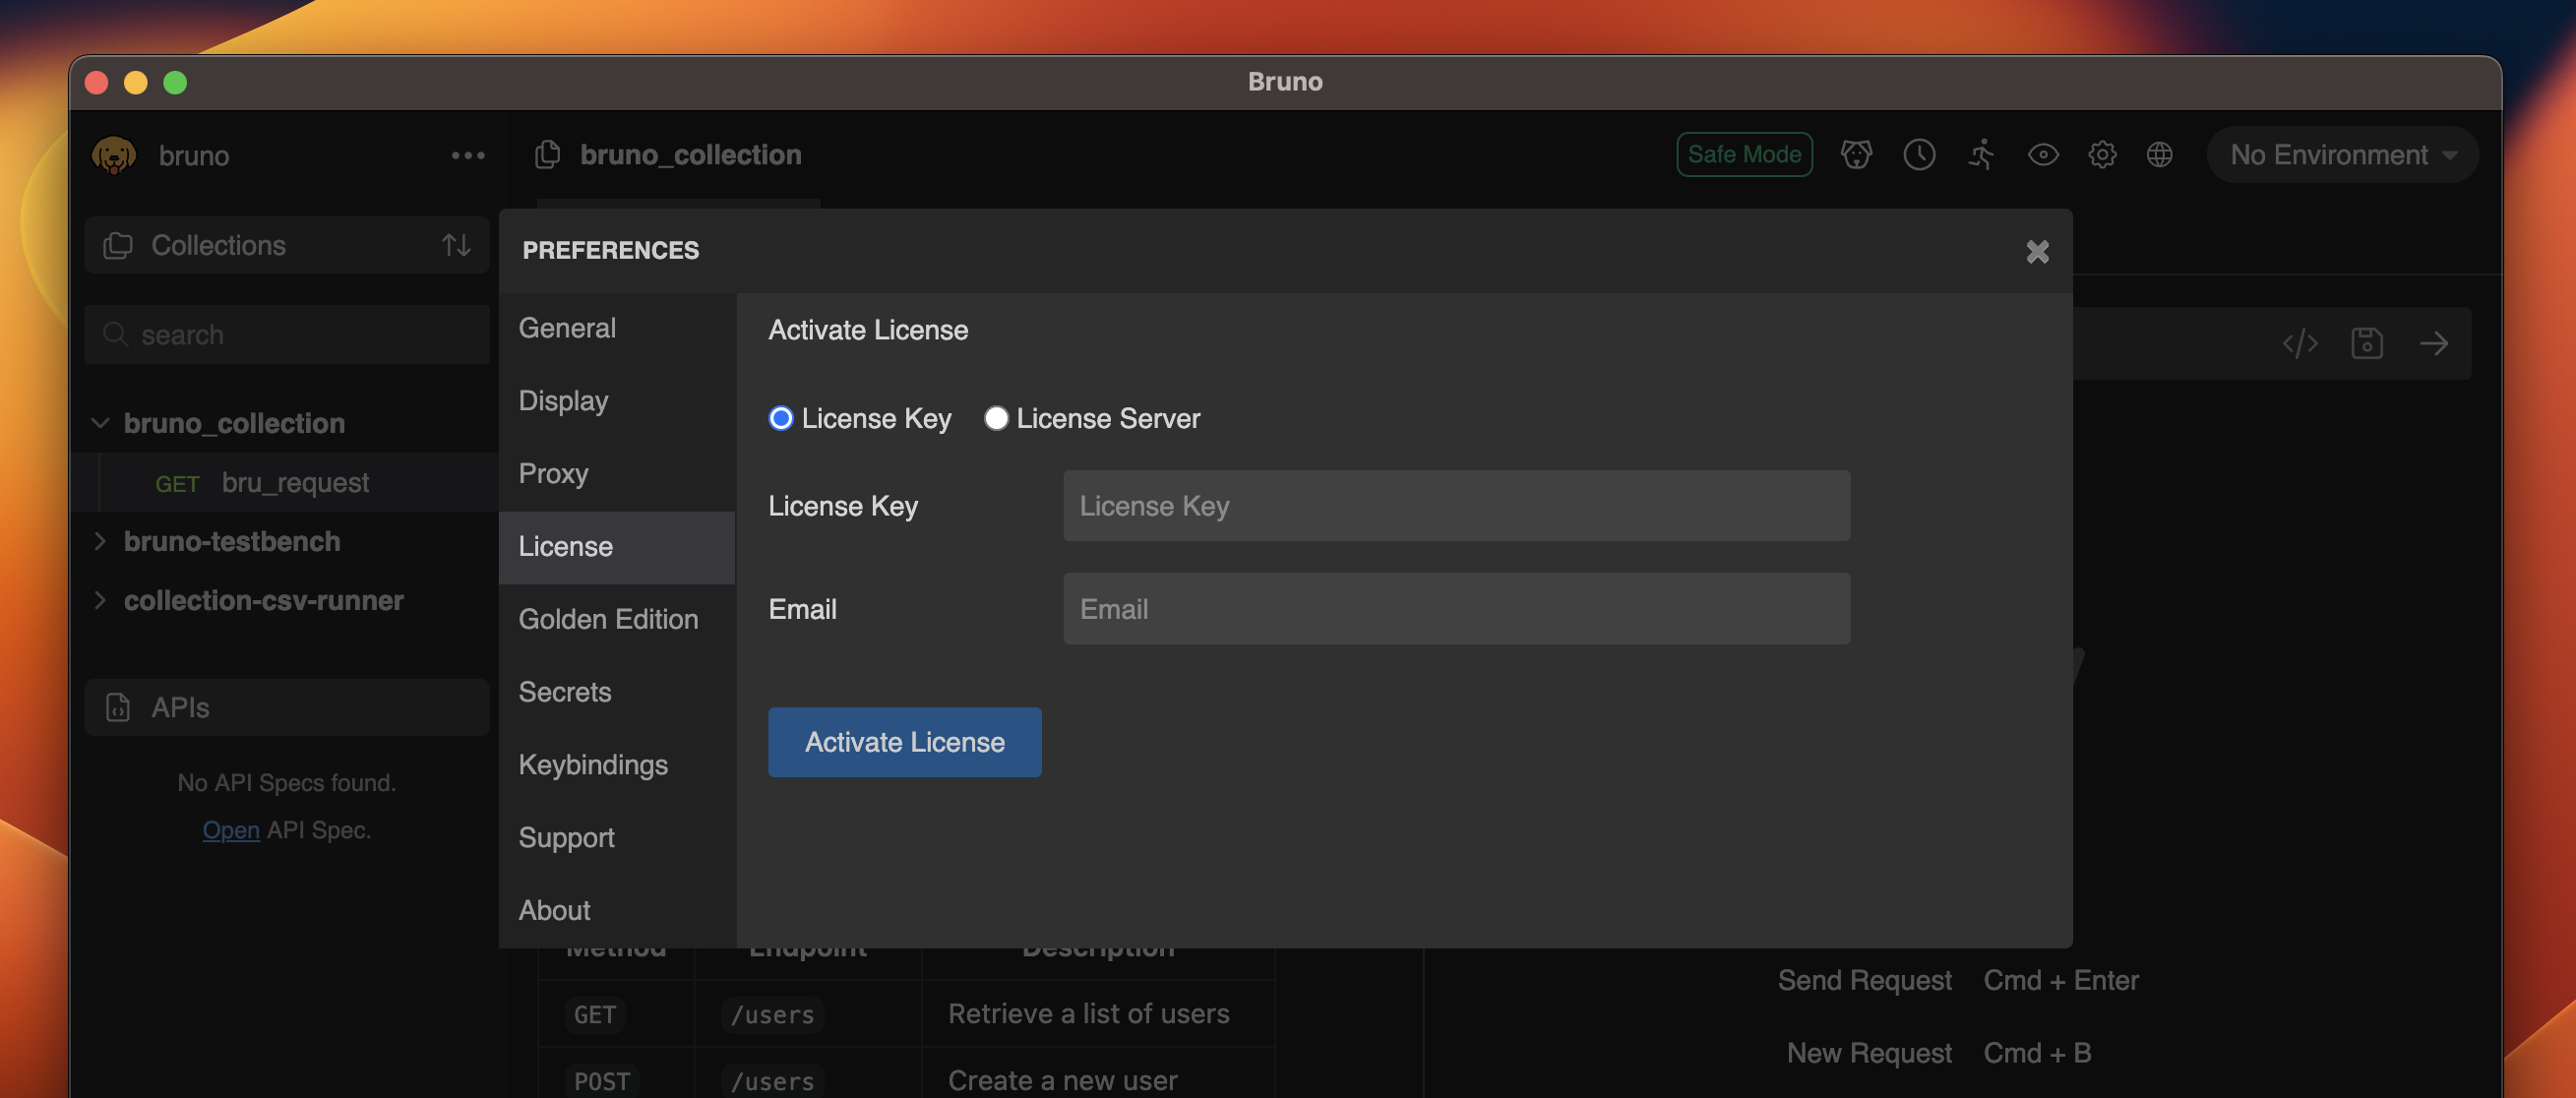 Bruno
bruno
bruno_collection
Safe Mode
No Environment
Collections
search
bruno_collection
GET bru_request
bruno-testbench
collection-csv-runner
APIs
No API Specs found.
Open API Spec.
PREFERENCES
General
Display
Proxy
License
Golden Edition
Secrets
Keybindings
Support
About
Activate License
License Key License Server
License Key License Key
Email Email
Activate License
Method Endpoint Description
GET /users Retrieve a list of users
POST /users Create a new user
Send Request Cmd + Enter
New Request Cmd + B